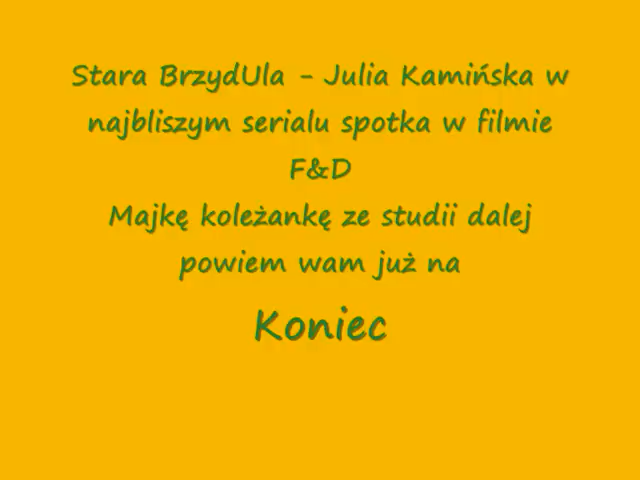 Stara BrzydUla - Julia Kamińska w
najbliszym serialu spotka w filmie
F&D
Majkę koleżankę ze studii dalej
powiem wam już na
Koniec